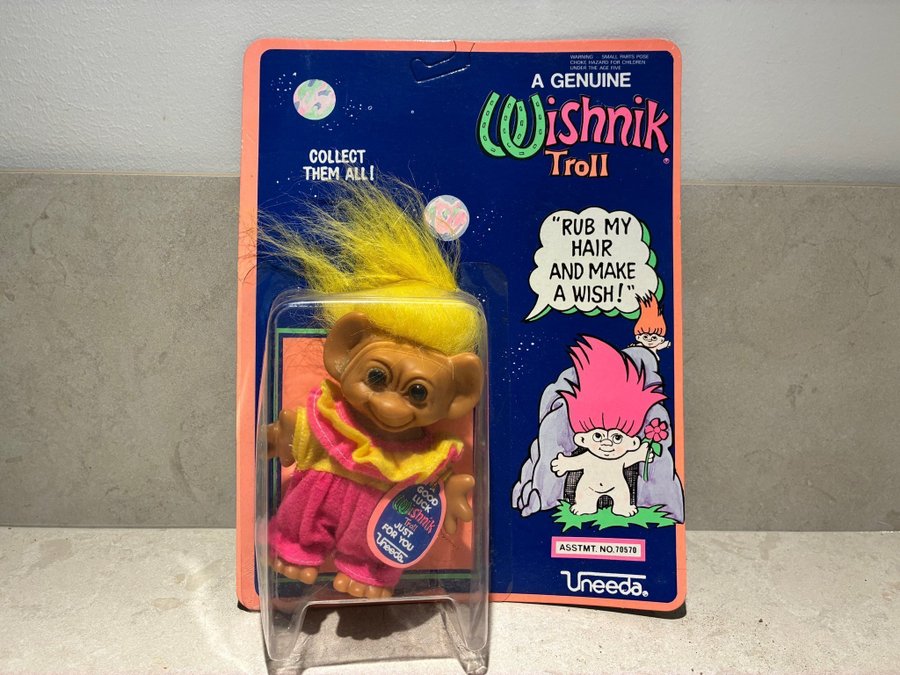 WARNING - SMALL PARTS POSE
CHOKE HAZARD FOR CHILDREN
UNDER THE AGE FIVE
A GENUINE
Wishnik®
Troll
COLLECT
THEM ALL!
"RUB MY
HAIR
AND MAKE
A WISH!"
GOOD
LUCK
Wishnik
Troll
JUST
FOR YOU
Uneeda
ASSTMT. NO. 70570
Uneeda®